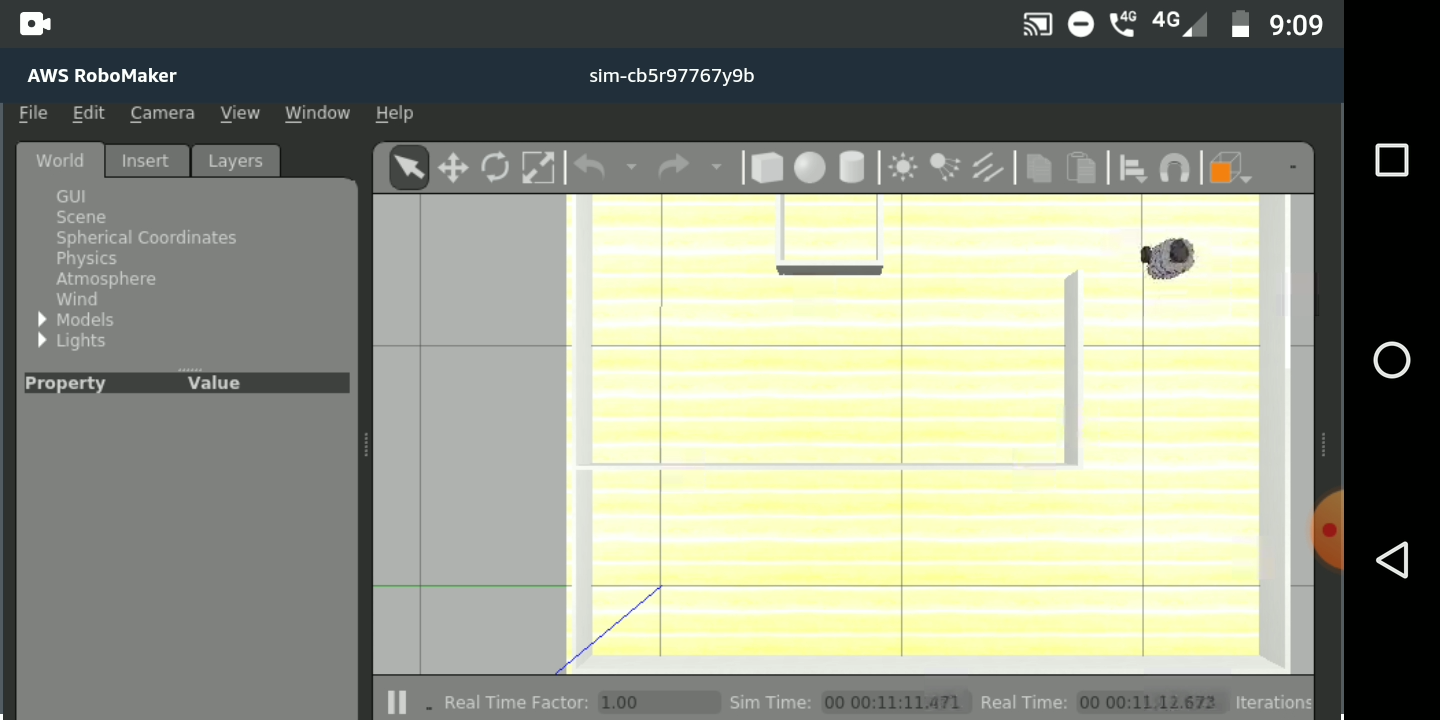 4G 4G 9:09
AWS RoboMaker sim-cb5r97767y9b
File Edit Camera View Window Help
World Insert Layers
GUI
Scene
Spherical Coordinates
Physics
Atmosphere
Wind
Models
Lights
Property Value
Real Time Factor: 1.00 Sim Time: 00 00:11:11.471 Real Time: 00 00:11:12.673 Iterations